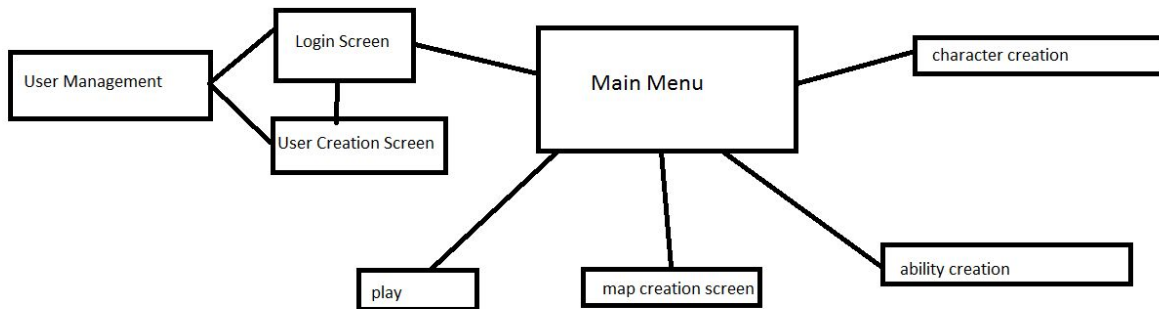 Login Screen
User Management
User Creation Screen
Main Menu
character creation
play
map creation screen
ability creation